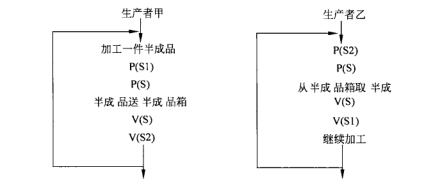 生产者甲
加工一件半成品
P(S1)
P(S)
半成 品送 半成 品箱
V(S)
V(S2)
生产者乙
P(S2)
P(S)
从 半成 品箱取 半成
V(S)
V(S1)
继续加工